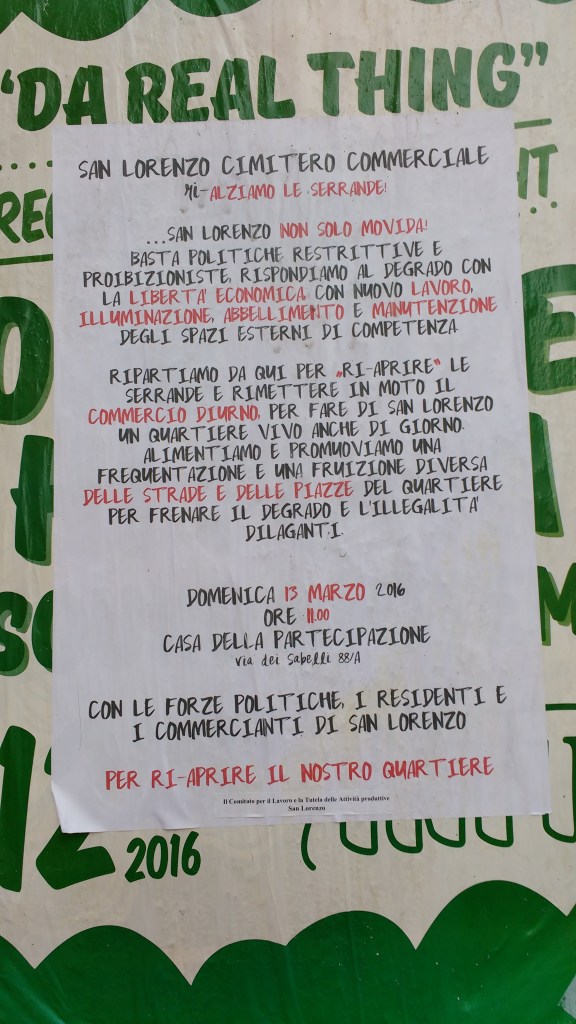 "DA REAL THING"
SAN LORENZO CIMITERO COMMERCIALE
ri-ALZIAMO LE SERRANDE!
...SAN LORENZO NON SOLO MOVIDA!
BASTA POLITICHE RESTRITTIVE E
PROIBIZIONISTE, RISPONDIAMO AL DEGRADO CON
LA LIBERTA' ECONOMICA, CON NUOVO LAVORO,
ILLUMINAZIONE, ABBELLIMENTO E MANUTENZIONE
DEGLI SPAZI ESTERNI DI COMPETENZA.
RIPARTIAMO DA QUI PER "RI-APRIRE" LE
SERRANDE E RIMETTERE IN MOTO IL
COMMERCIO DIURNO, PER FARE DI SAN LORENZO
UN QUARTIERE VIVO ANCHE DI GIORNO.
ALIMENTIAMO E PROMUOVIAMO UNA
FREQUENTAZIONE E UNA FRUIZIONE DIVERSA
DELLE STRADE E DELLE PIAZZE DEL QUARTIERE
PER FRENARE IL DEGRADO E L'ILLEGALITA'
DILAGANTI.
DOMENICA 13 MARZO 2016
ORE 11.00
CASA DELLA PARTECIPAZIONE
via dei Sabelli 88/A
CON LE FORZE POLITICHE, I RESIDENTI E
I COMMERCIANTI DI SAN LORENZO
PER RI-APRIRE IL NOSTRO QUARTIERE
Il Comitato per il Lavoro e la Tutela delle Attività produttive
San Lorenzo
12 2016